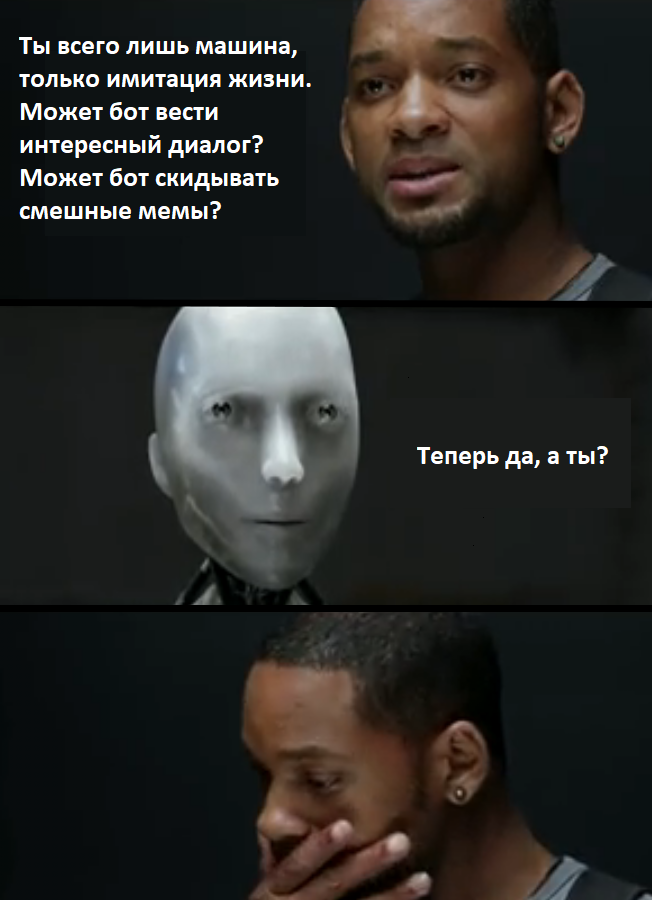 Ты всего лишь машина,
только имитация жизни.
Может бот вести
интересный диалог?
Может бот скидывать
смешные мемы?
Теперь да, а ты?